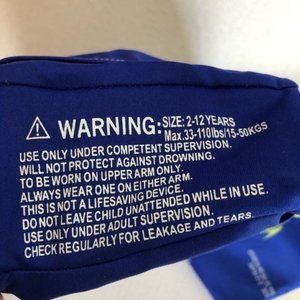 ⚠ WARNING: SIZE: 2-12 YEARS
Max.33-110lbs/15-50KGS
USE ONLY UNDER COMPETENT SUPERVISION.
WILL NOT PROTECT AGAINST DROWNING.
TO BE WORN ON UPPER ARM ONLY.
ALWAYS WEAR ONE ON EITHER ARM.
THIS IS NOT A LIFESAVING DEVICE.
DO NOT LEAVE CHILD UNATTENDED WHILE IN USE.
USE ONLY UNDER ADULT SUPERVISION.
CHECK REGULARLY FOR LEAKAGE AND TEARS.